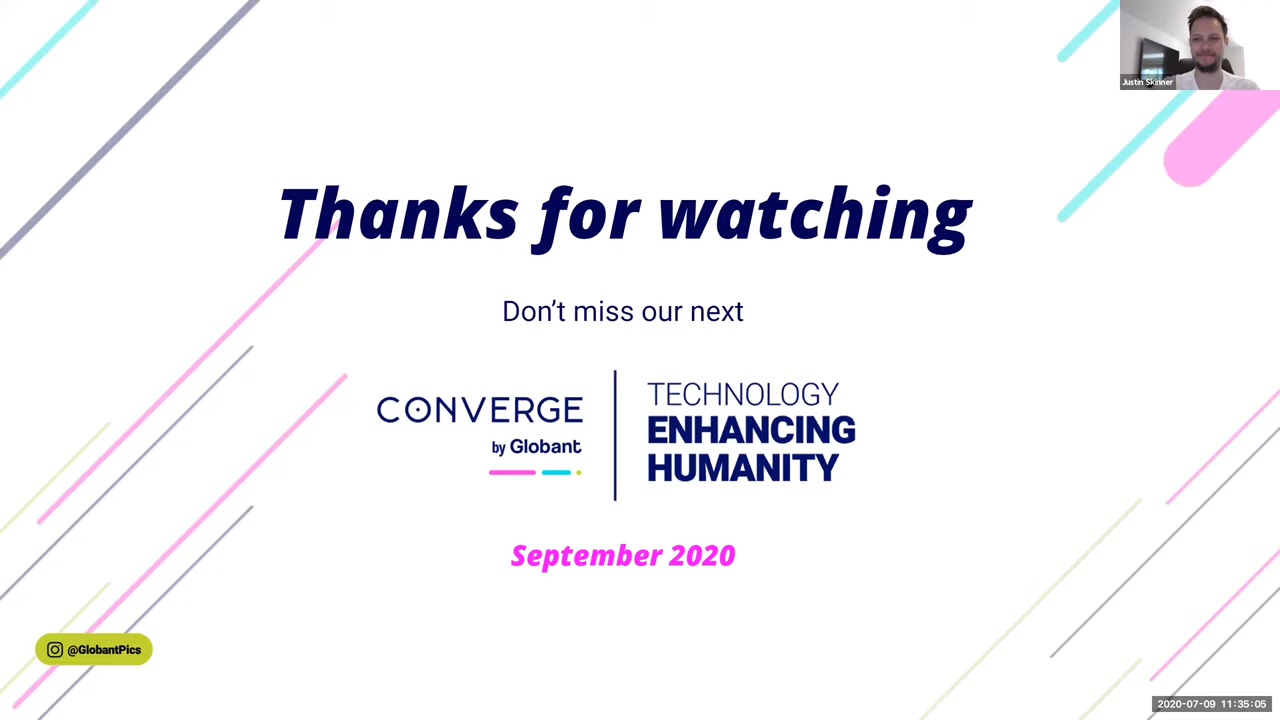 Justin Skinner
Thanks for watching
Don't miss our next
CONVERGE
by Globant
TECHNOLOGY
ENHANCING
HUMANITY
September 2020
@GlobantPics
2020-07-09 11:35:05